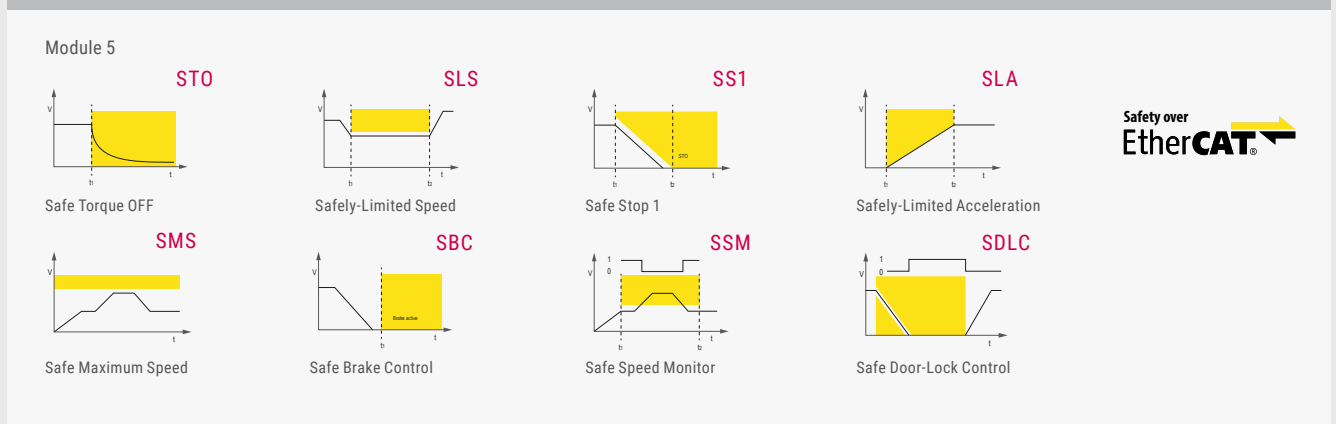 Module 5
STO
V
t₁
t
Safe Torque OFF
SLS
V
t₁
t₂
t
Safely-Limited Speed
SS1
V
STO
t₁
t₂
t
Safe Stop 1
SLA
V
t₁
t₂
t
Safely-Limited Acceleration
Safety over
EtherCAT®
SMS
V
t
Safe Maximum Speed
SBC
V
Brake active
t₁
t
Safe Brake Control
SSM
1
0
V
t₁
t₂
t
Safe Speed Monitor
SDLC
1
0
V
t
Safe Door-Lock Control